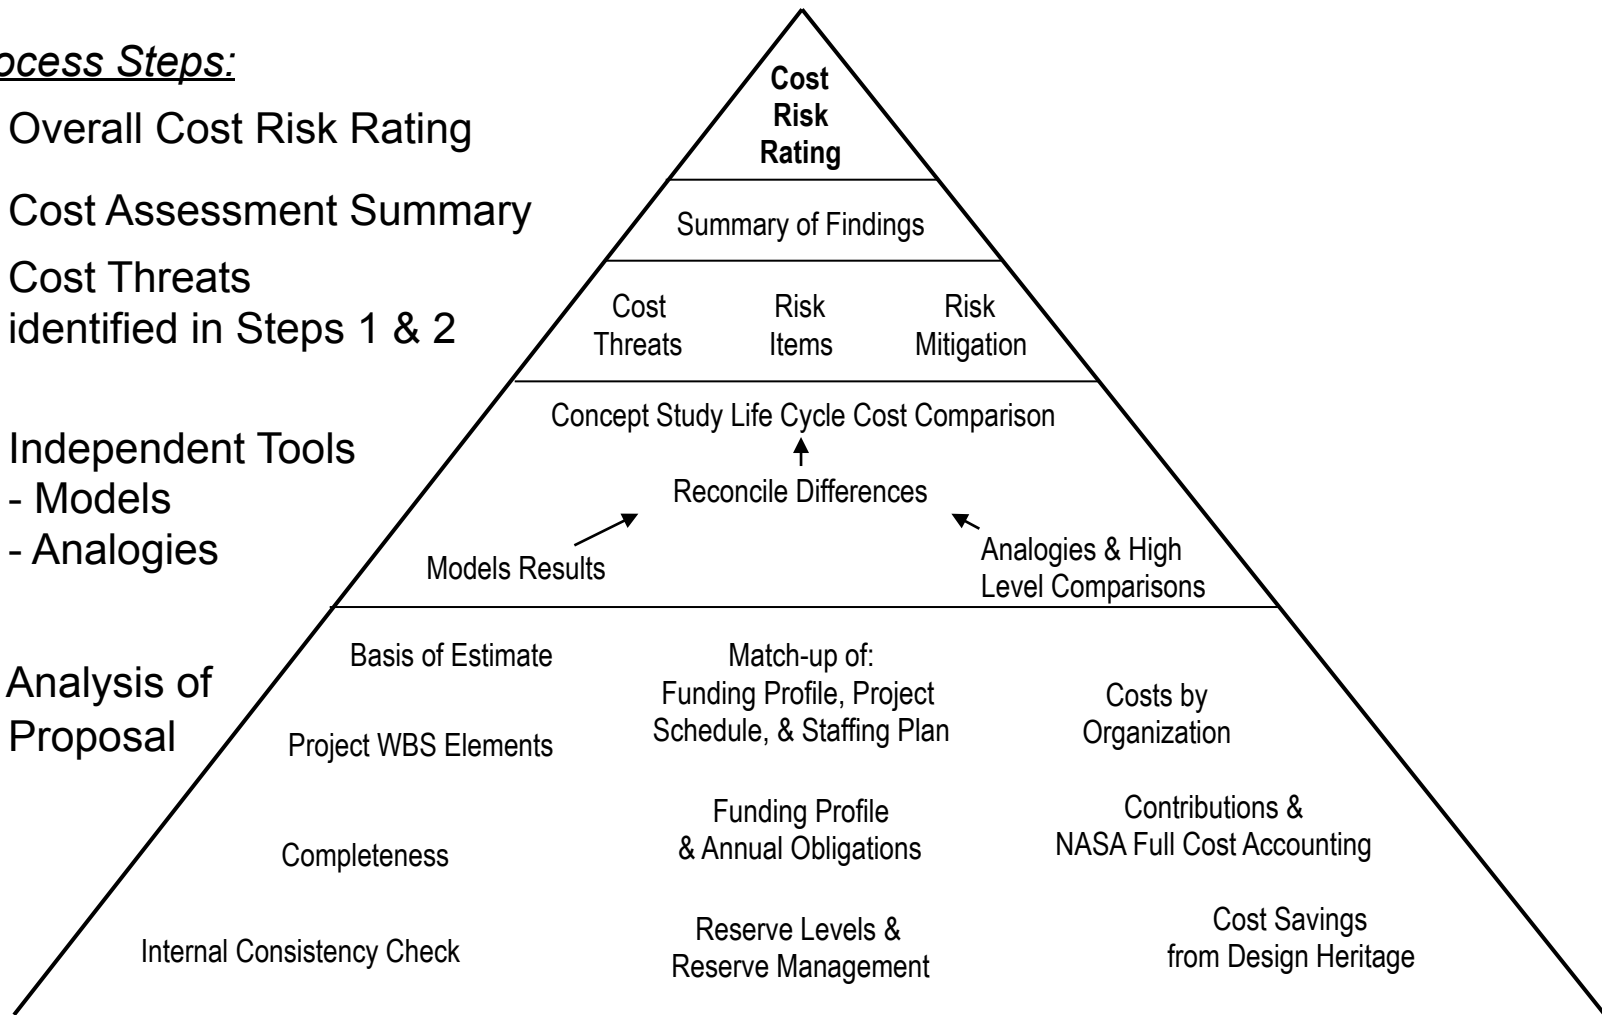 ocess Steps:
Overall Cost Risk Rating
Cost Assessment Summary
Cost Threats
identified in Steps 1 & 2
Independent Tools
- Models
- Analogies
Analysis of
Proposal
Cost
Risk
Rating
Summary of Findings
Cost
Threats
Risk
Items
Risk
Mitigation
Concept Study Life Cycle Cost Comparison
Reconcile Differences
Models Results
Analogies & High
Level Comparisons
Basis of Estimate
Project WBS Elements
Completeness
Internal Consistency Check
Match-up of:
Funding Profile, Project
Schedule, & Staffing Plan
Funding Profile
& Annual Obligations
Reserve Levels &
Reserve Management
Costs by
Organization
Contributions &
NASA Full Cost Accounting
Cost Savings
from Design Heritage